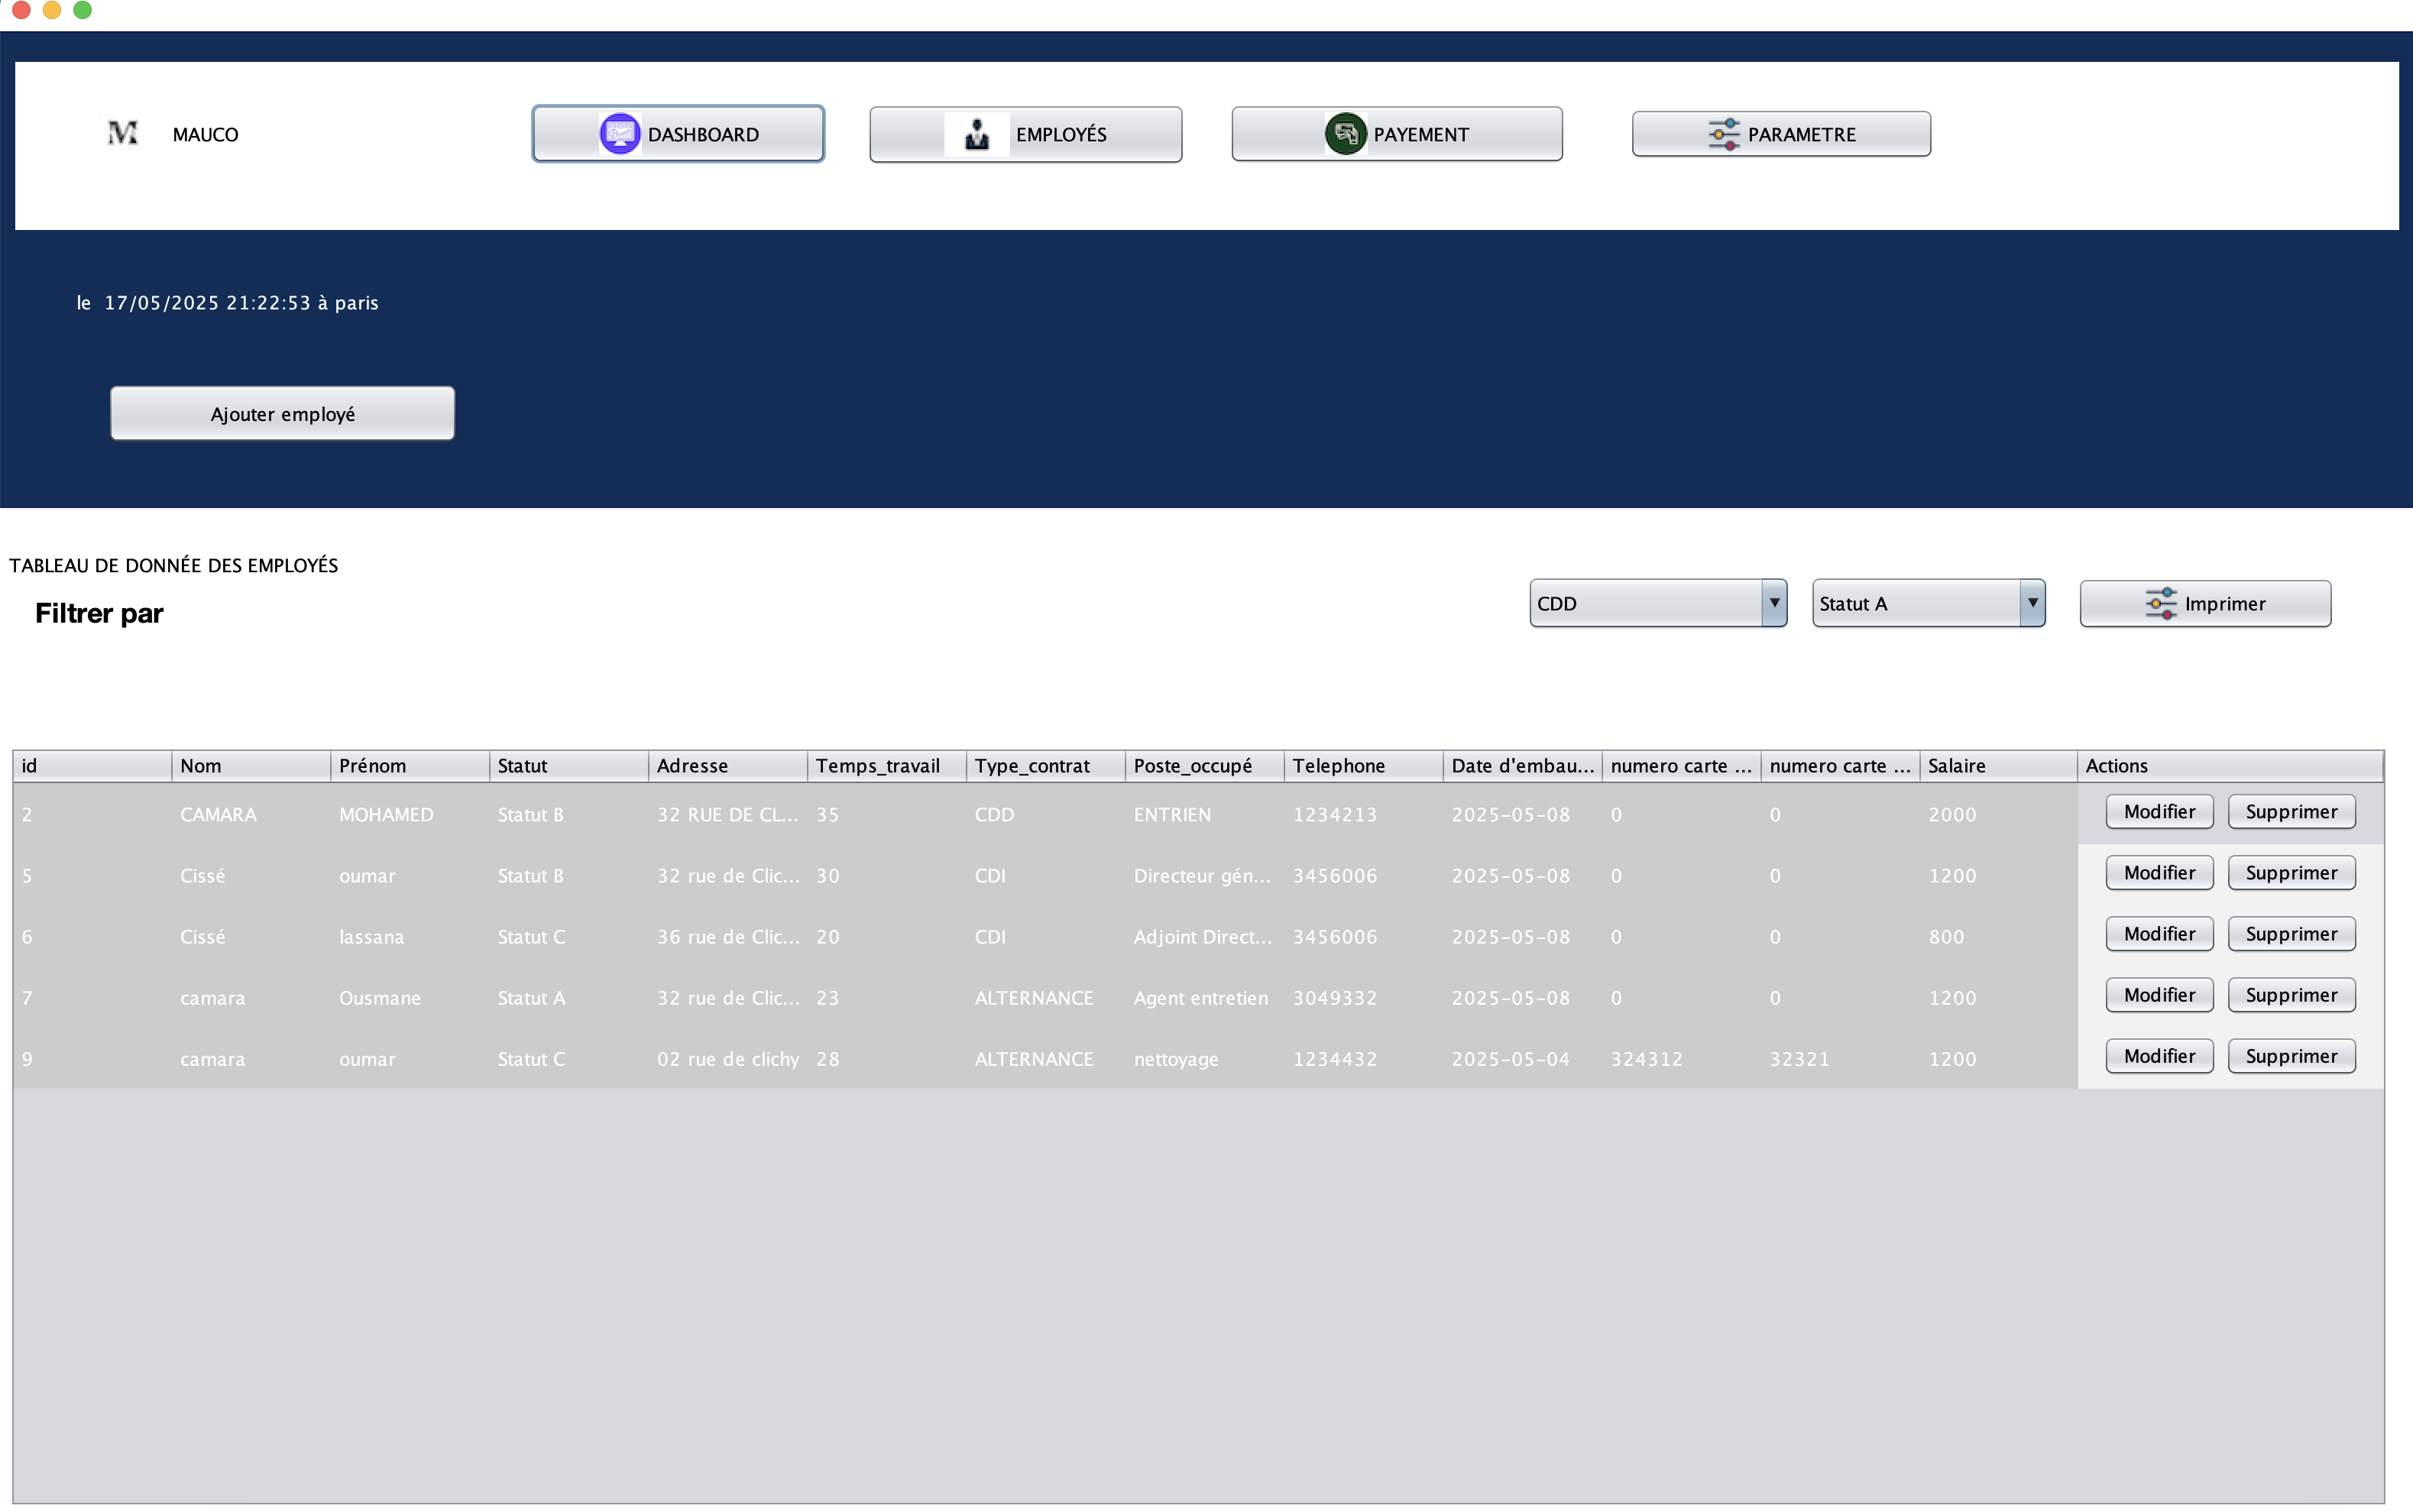 M MAUCO DASHBOARD EMPLOYÉS PAYEMENT PARAMETRE
le 17/05/2025 21:22:53 à paris
Ajouter employé
TABLEAU DE DONNÉE DES EMPLOYÉS
Filtrer par CDD Statut A Imprimer
id Nom Prénom Statut Adresse Temps_travail Type_contrat Poste_occupé Telephone Date d'embau... numero carte ... numero carte ... Salaire Actions
2 CAMARA MOHAMED Statut B 32 RUE DE CL... 35 CDD ENTRIEN 1234213 2025-05-08 0 0 2000 Modifier Supprimer
5 Cissé oumar Statut B 32 rue de Clic... 30 CDI Directeur gén... 3456006 2025-05-08 0 0 1200 Modifier Supprimer
6 Cissé lassana Statut C 36 rue de Clic... 20 CDI Adjoint Direct... 3456006 2025-05-08 0 0 800 Modifier Supprimer
7 camara Ousmane Statut A 32 rue de Clic... 23 ALTERNANCE Agent entretien 3049332 2025-05-08 0 0 1200 Modifier Supprimer
9 camara oumar Statut C 02 rue de clichy 28 ALTERNANCE nettoyage 1234432 2025-05-04 324312 32321 1200 Modifier Supprimer